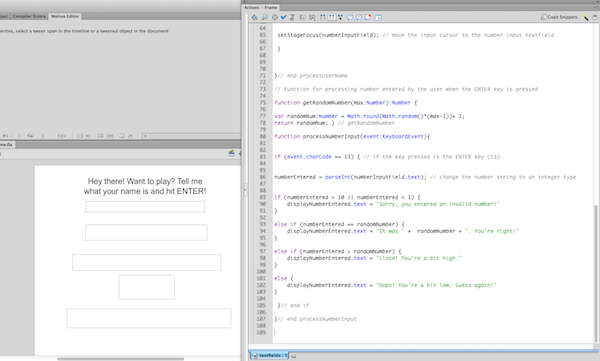 Compiler Errors
Motion Editor
erties, select a tween span in the timeline or a tweened object in the document
Hey there! Want to play? Tell me
what your name is and hit ENTER!
Actions – Frame
Code Snippets
64
65 setStageFocus(numberInputField); // move the input cursor to the number input textfield
66
67 }
68
69
70
71 }// end processUserName
72
73 // function for processing number entered by the user when the ENTER key is pressed
74
75 function getRandomNumber(max:Number):Number {
76
77 var randomNum:Number = Math.round(Math.random()*(max-1))+ 1;
78 return randomNum; } // getRandomNumber
79
80 function processNumberInput(event:KeyboardEvent){
81
82
83 if (event.charCode == 13) { // if the key pressed is the ENTER key (13)
84
85
86 numberEntered = parseInt(numberInputField.text); // change the number string to an integer type
87
88
89 if (numberEntered > 10 || numberEntered < 1) {
90 displayNumberEntered.text = "Sorry, you entered an invalid number!"
91 }
92
93 else if (numberEntered == randomNumber) {
94 displayNumberEntered.text = "It was " + randomNumber + ". You're right!"
95 }
96
97 else if (numberEntered > randomNumber) {
98 displayNumberEntered.text = "Close! You're a bit high."
99 }
100
101 else {
102 displayNumberEntered.text = "Oops! You're a bit low. Guess again!"
103 }
104
105 }// end if
106
107 }// end processNumberInput
108
109
textfields : 1